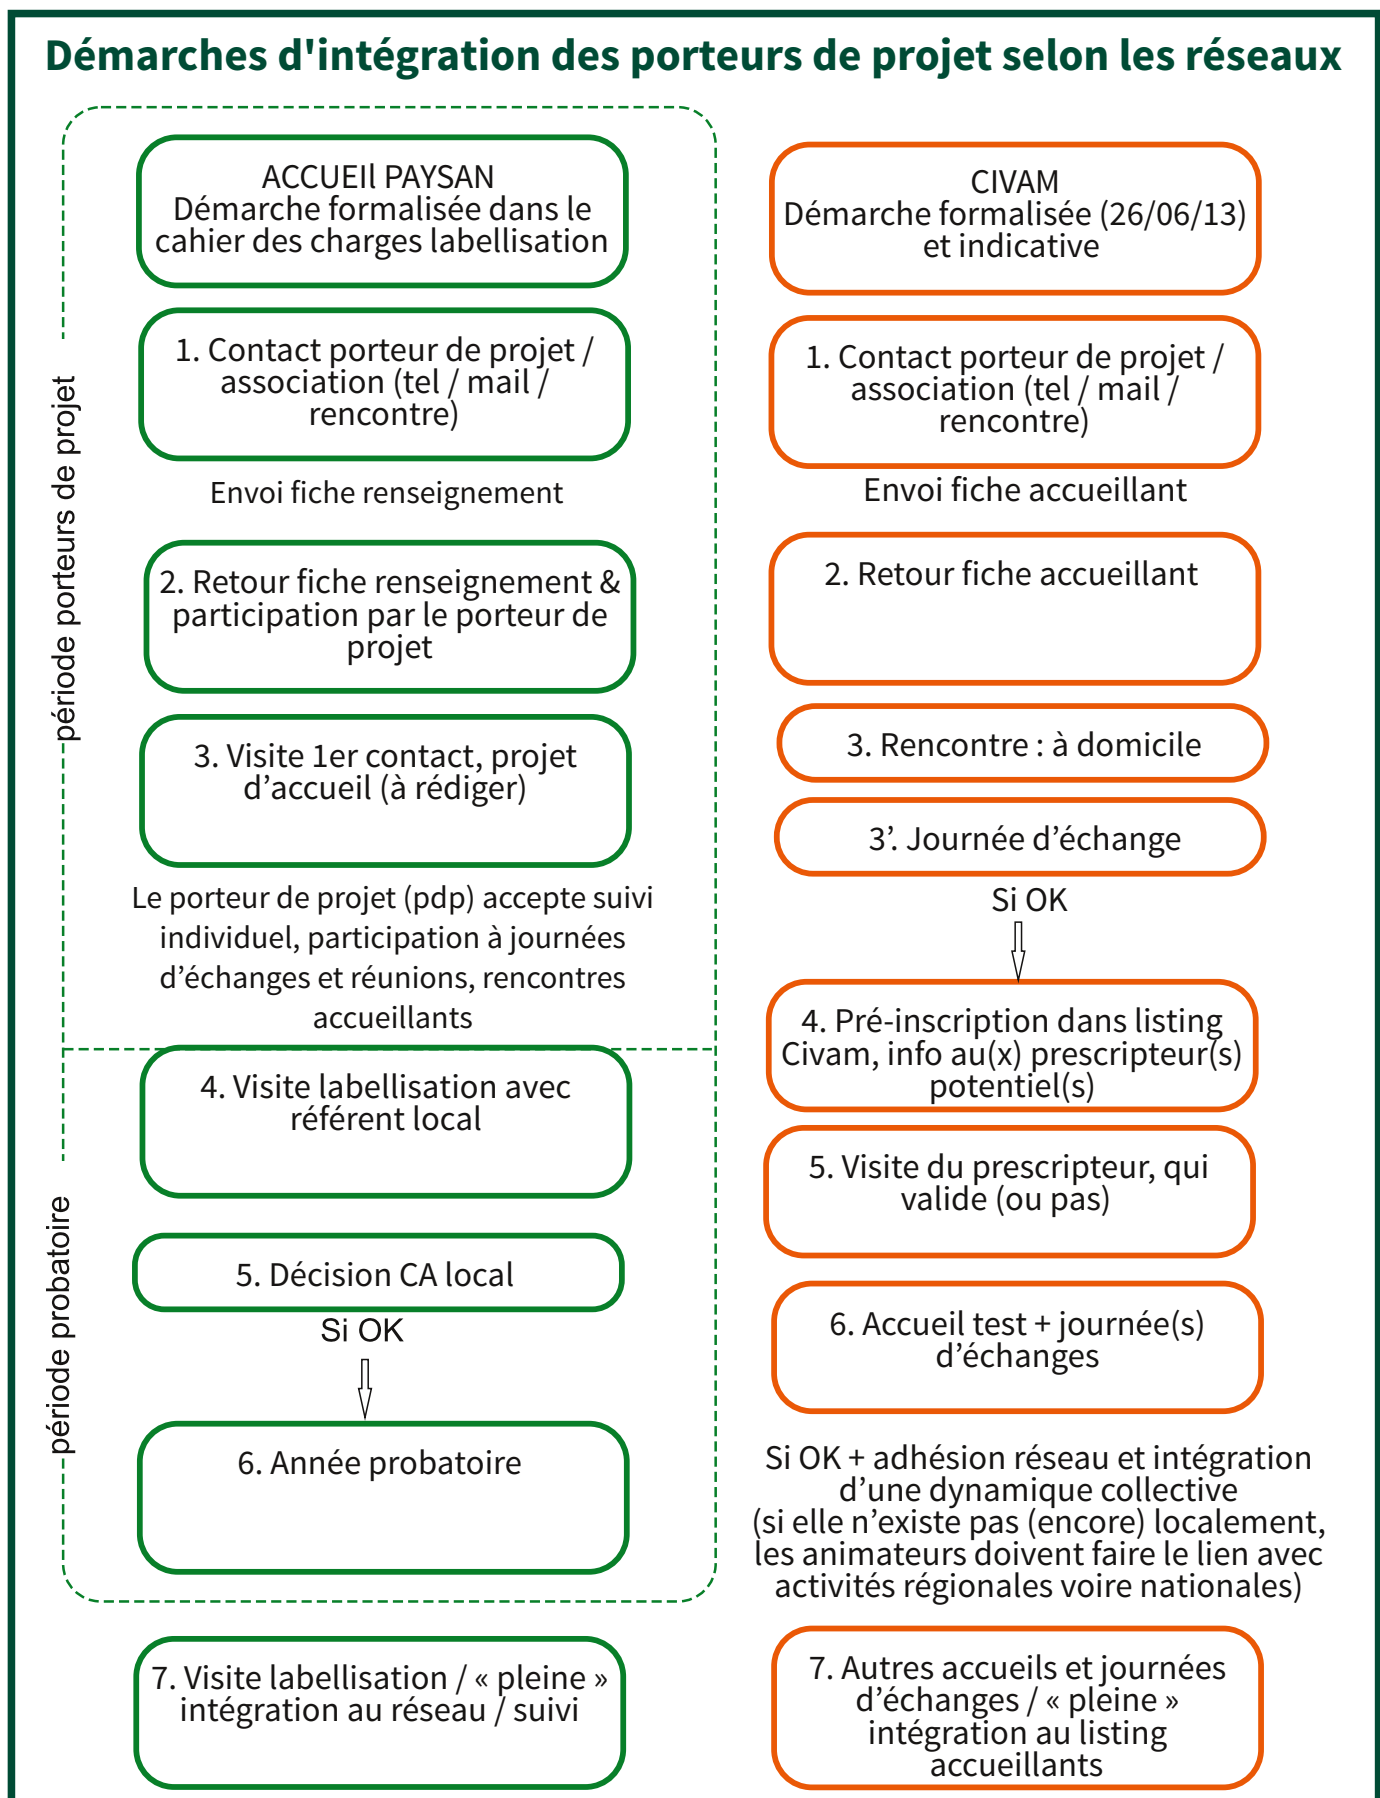 Démarches d'intégration des porteurs de projet selon les réseaux
période porteurs de projet
ACCUEIl PAYSAN
Démarche formalisée dans le
cahier des charges labellisation
1. Contact porteur de projet /
association (tel / mail /
rencontre)
Envoi fiche renseignement
2. Retour fiche renseignement &
participation par le porteur de
projet
3. Visite 1er contact, projet
d’accueil (à rédiger)
Le porteur de projet (pdp) accepte suivi
individuel, participation à journées
d’échanges et réunions, rencontres
accueillants
période probatoire
4. Visite labellisation avec
référent local
5. Décision CA local
Si OK
6. Année probatoire
7. Visite labellisation / « pleine »
intégration au réseau / suivi
CIVAM
Démarche formalisée (26/06/13)
et indicative
1. Contact porteur de projet /
association (tel / mail /
rencontre)
Envoi fiche accueillant
2. Retour fiche accueillant
3. Rencontre : à domicile
3’. Journée d’échange
Si OK
4. Pré-inscription dans listing
Civam, info au(x) prescripteur(s)
potentiel(s)
5. Visite du prescripteur, qui
valide (ou pas)
6. Accueil test + journée(s)
d’échanges
Si OK + adhésion réseau et intégration
d’une dynamique collective
(si elle n’existe pas (encore) localement,
les animateurs doivent faire le lien avec
activités régionales voire nationales)
7. Autres accueils et journées
d’échanges / « pleine »
intégration au listing
accueillants